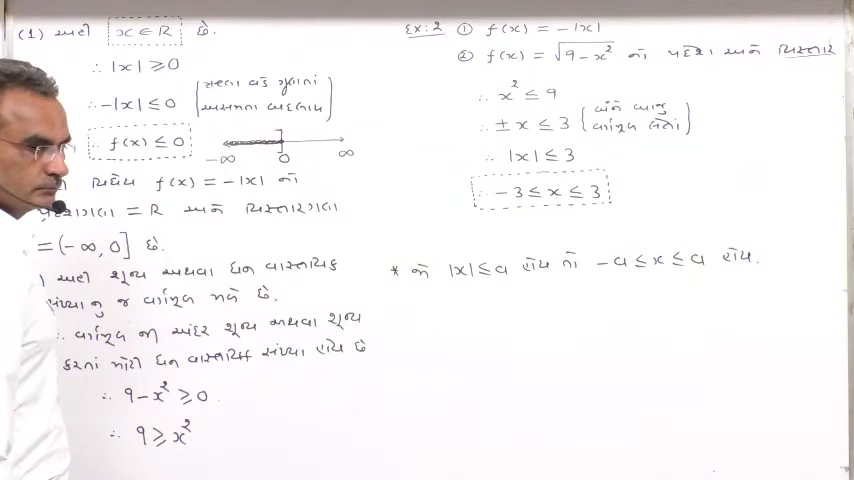 (1) અહીં x ∈ R છે.
∴ |x| ≥ 0
∴ -|x| ≤ 0 (સરતા વડે ગુણતાં અસમતા બદલાય)
∴ f(x) ≤ 0
-∞ 0 ∞
વિધેય f(x) = -|x| નો
પ્રદેશગણ = R અને વિસ્તારગણ
= (-∞, 0] છે.
) અહીં શૂન્ય અથવા ધન વાસ્તવિક
સંખ્યાનું જ વર્ગમૂળ મળે છે.
∴ વર્ગમૂળ ની અંદર શૂન્ય અથવા શૂન્ય
કરતાં મોટી ધન વાસ્તવિક સંખ્યા હોય છે
∴ 9 - x² ≥ 0
∴ 9 ≥ x²
Ex: 2 ① f(x) = -|x|
② f(x) = √9-x² નો પ્રદેશ અને વિસ્તાર
∴ x² ≤ 9
∴ ± x ≤ 3 (બંને બાજુ વર્ગમૂળ લેતાં)
∴ |x| ≤ 3
∴ -3 ≤ x ≤ 3
* જો |x| ≤ a હોય તો -a ≤ x ≤ a હોય.